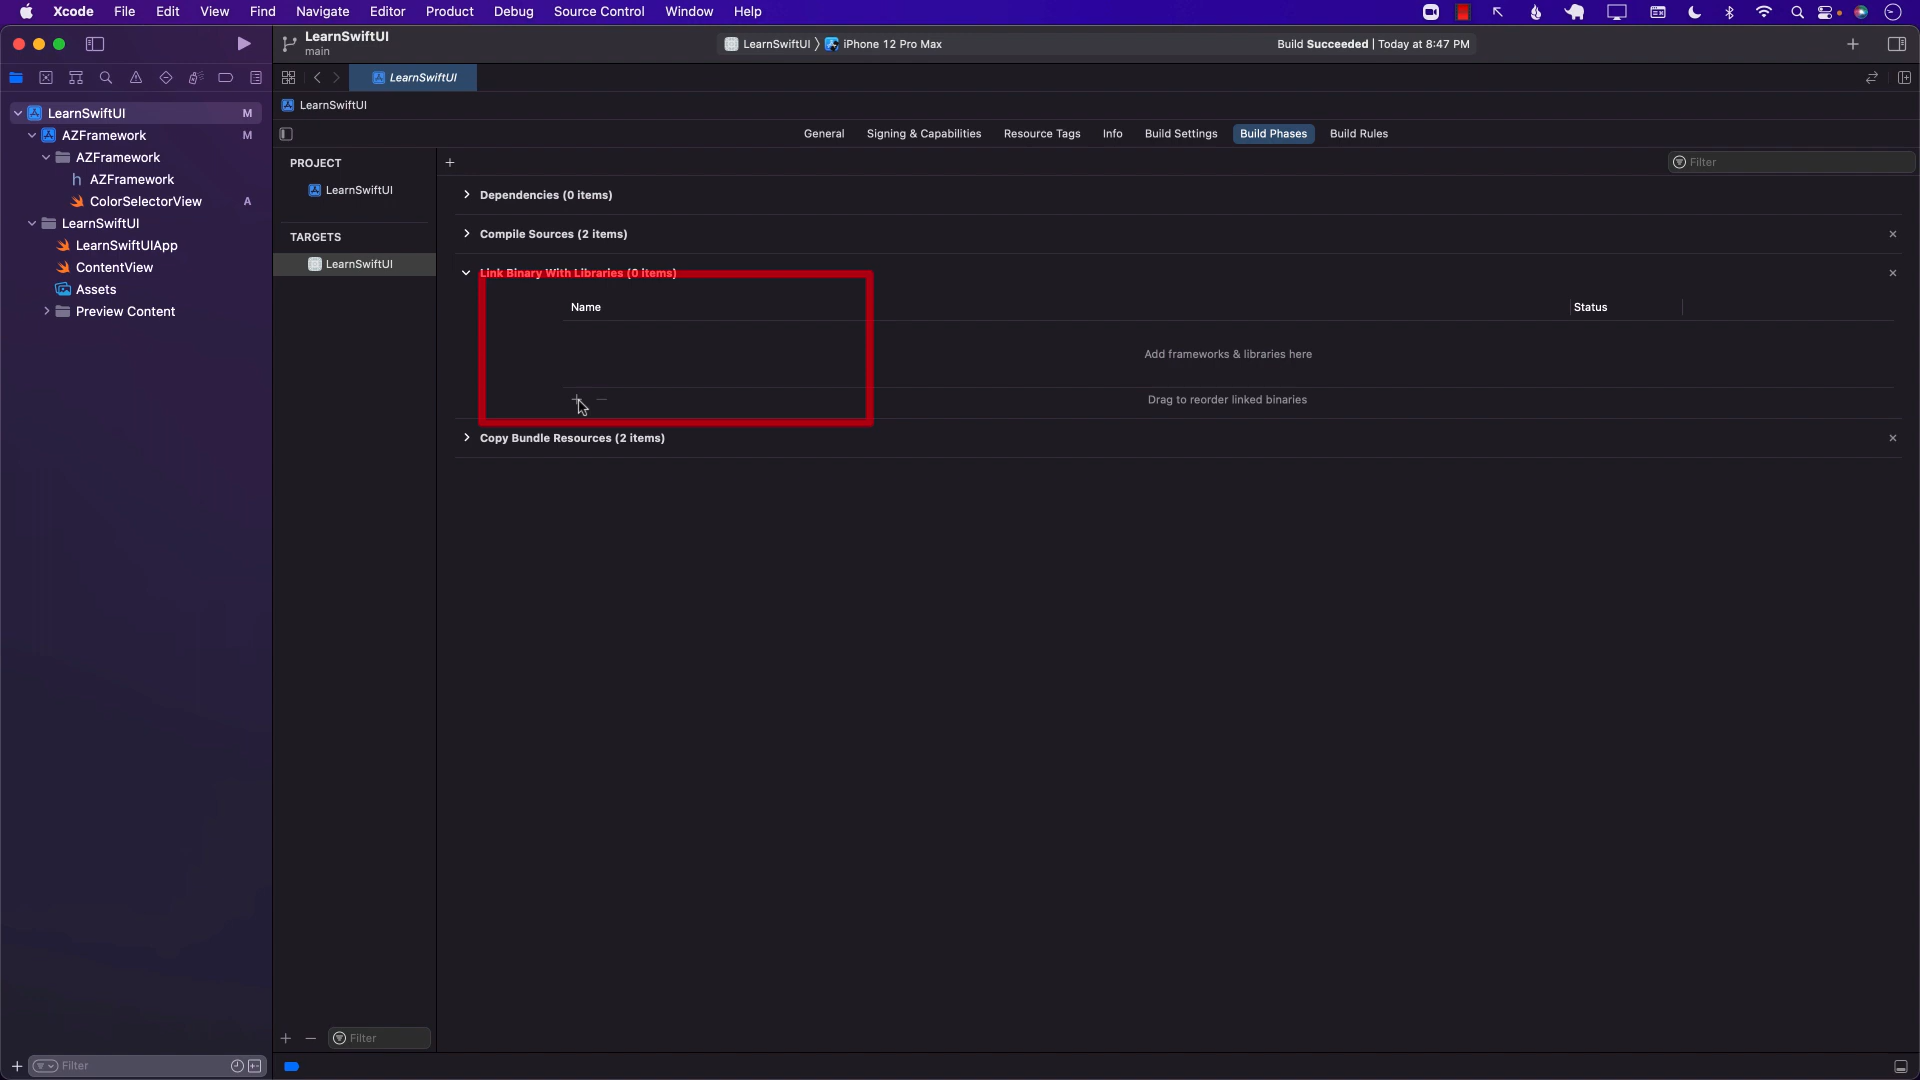 Xcode File Edit View Find Navigate Editor Product Debug Source Control Window Help
LearnSwiftUI
main
LearnSwiftUI
iPhone 12 Pro Max
Build Succeeded | Today at 8:47 PM
LearnSwiftUI
LearnSwiftUI
General Signing & Capabilities Resource Tags Info Build Settings Build Phases Build Rules
LearnSwiftUI M
AZFramework M
AZFramework
AZFramework
ColorSelectorView A
LearnSwiftUI
LearnSwiftUIApp
ContentView
Assets
Preview Content
PROJECT
LearnSwiftUI
TARGETS
LearnSwiftUI
Filter
Dependencies (0 items)
Compile Sources (2 items)
Link Binary With Libraries (0 items)
Name Status
Add frameworks & libraries here
Drag to reorder linked binaries
Copy Bundle Resources (2 items)
Filter
Filter